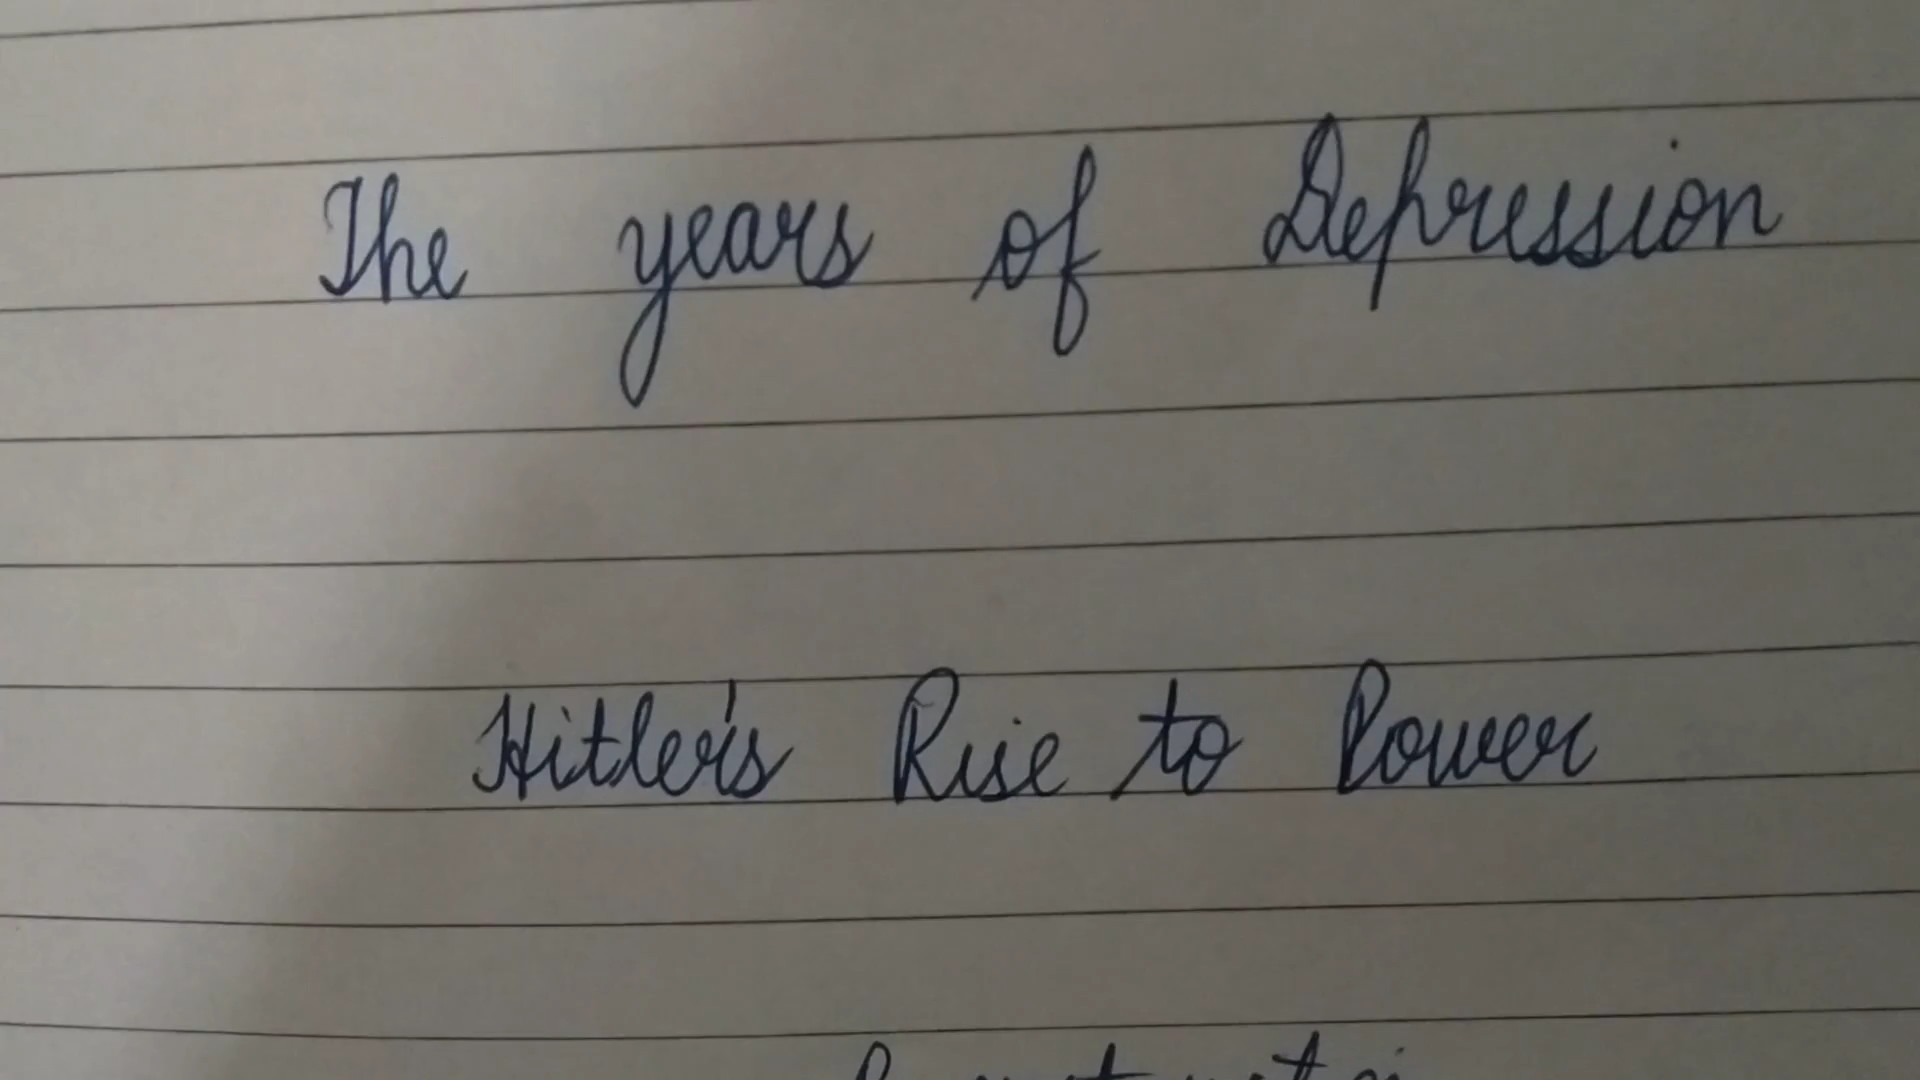 The years of Depression
Hitler's Rise to Power